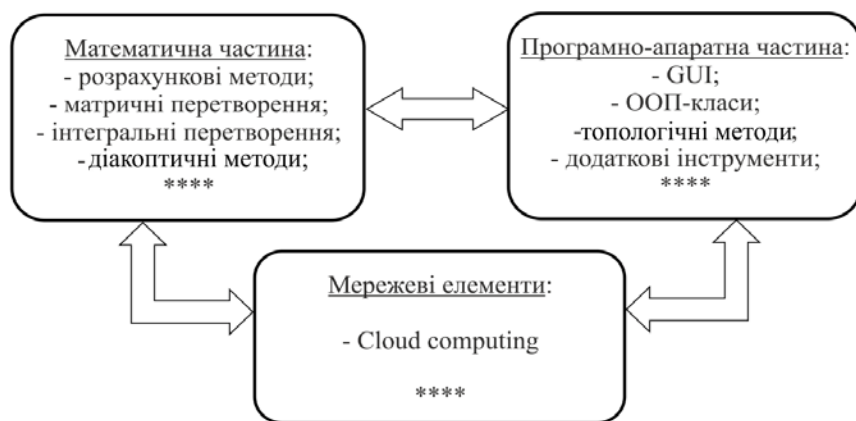 Математична частина:
- розрахункові методи;
- матричні перетворення;
- інтегральні перетворення;
- діакоптичні методи;
****
Програмно-апаратна частина:
- GUI;
- ООП-класи;
-топологічні методи;
- додаткові інструменти;
****
Мережеві елементи:
- Cloud computing
****